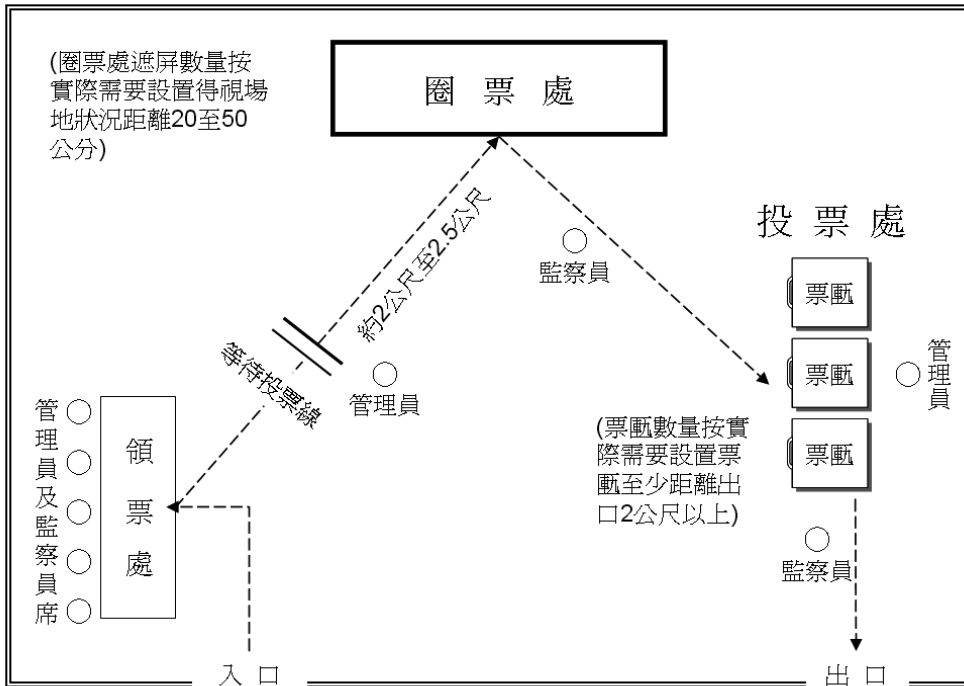 (圈票處遮屏數量按
實際需要設置得視場
地狀況距離20至50
公分)
圈票處
約2公尺至2.5公尺
等待投票線
管理員
監察員
投票處
票匭
票匭
票匭
管理員
(票匭數量按實
際需要設置票
匭至少距離出
口2公尺以上)
監察員
管理員及監察員席
領票處
入口
出口